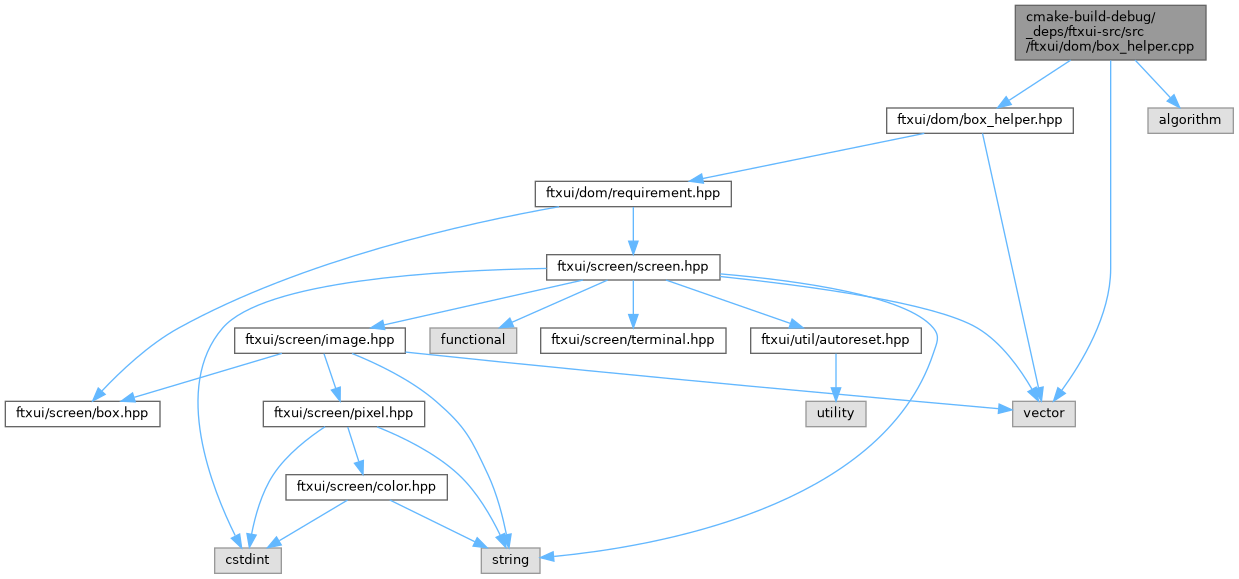 cmake-build-debug/
_deps/ftxui-src/src
/ftxui/dom/box_helper.cpp
ftxui/dom/box_helper.hpp
algorithm
ftxui/dom/requirement.hpp
ftxui/screen/screen.hpp
ftxui/screen/image.hpp
functional
ftxui/screen/terminal.hpp
ftxui/util/autoreset.hpp
ftxui/screen/box.hpp
ftxui/screen/pixel.hpp
utility
vector
ftxui/screen/color.hpp
cstdint
string